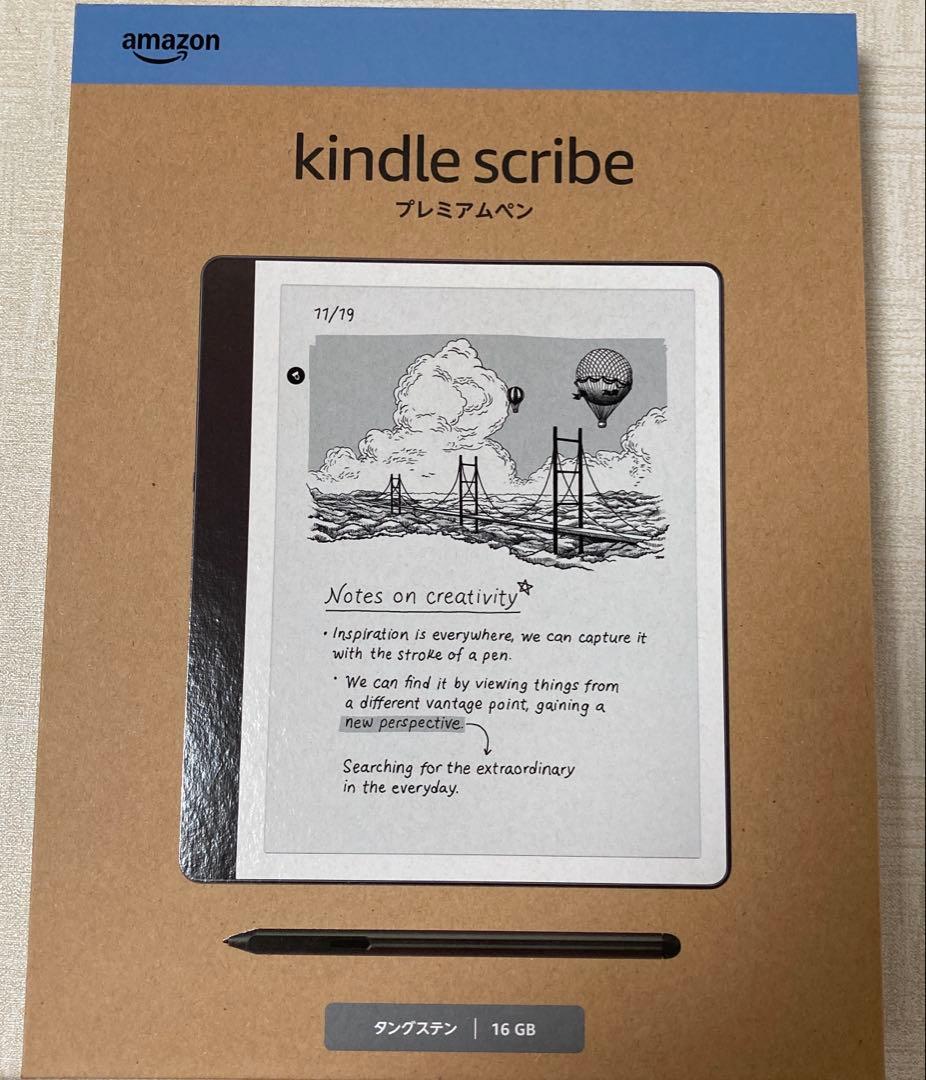 amazon
kindle scribe
プレミアムペン
11/19
Notes on creativity
• Inspiration is everywhere, we can capture it
with the stroke of a pen.
• We can find it by viewing things from
a different vantage point, gaining a
new perspective.
Searching for the extraordinary
in the everyday.
タングステン | 16 GB